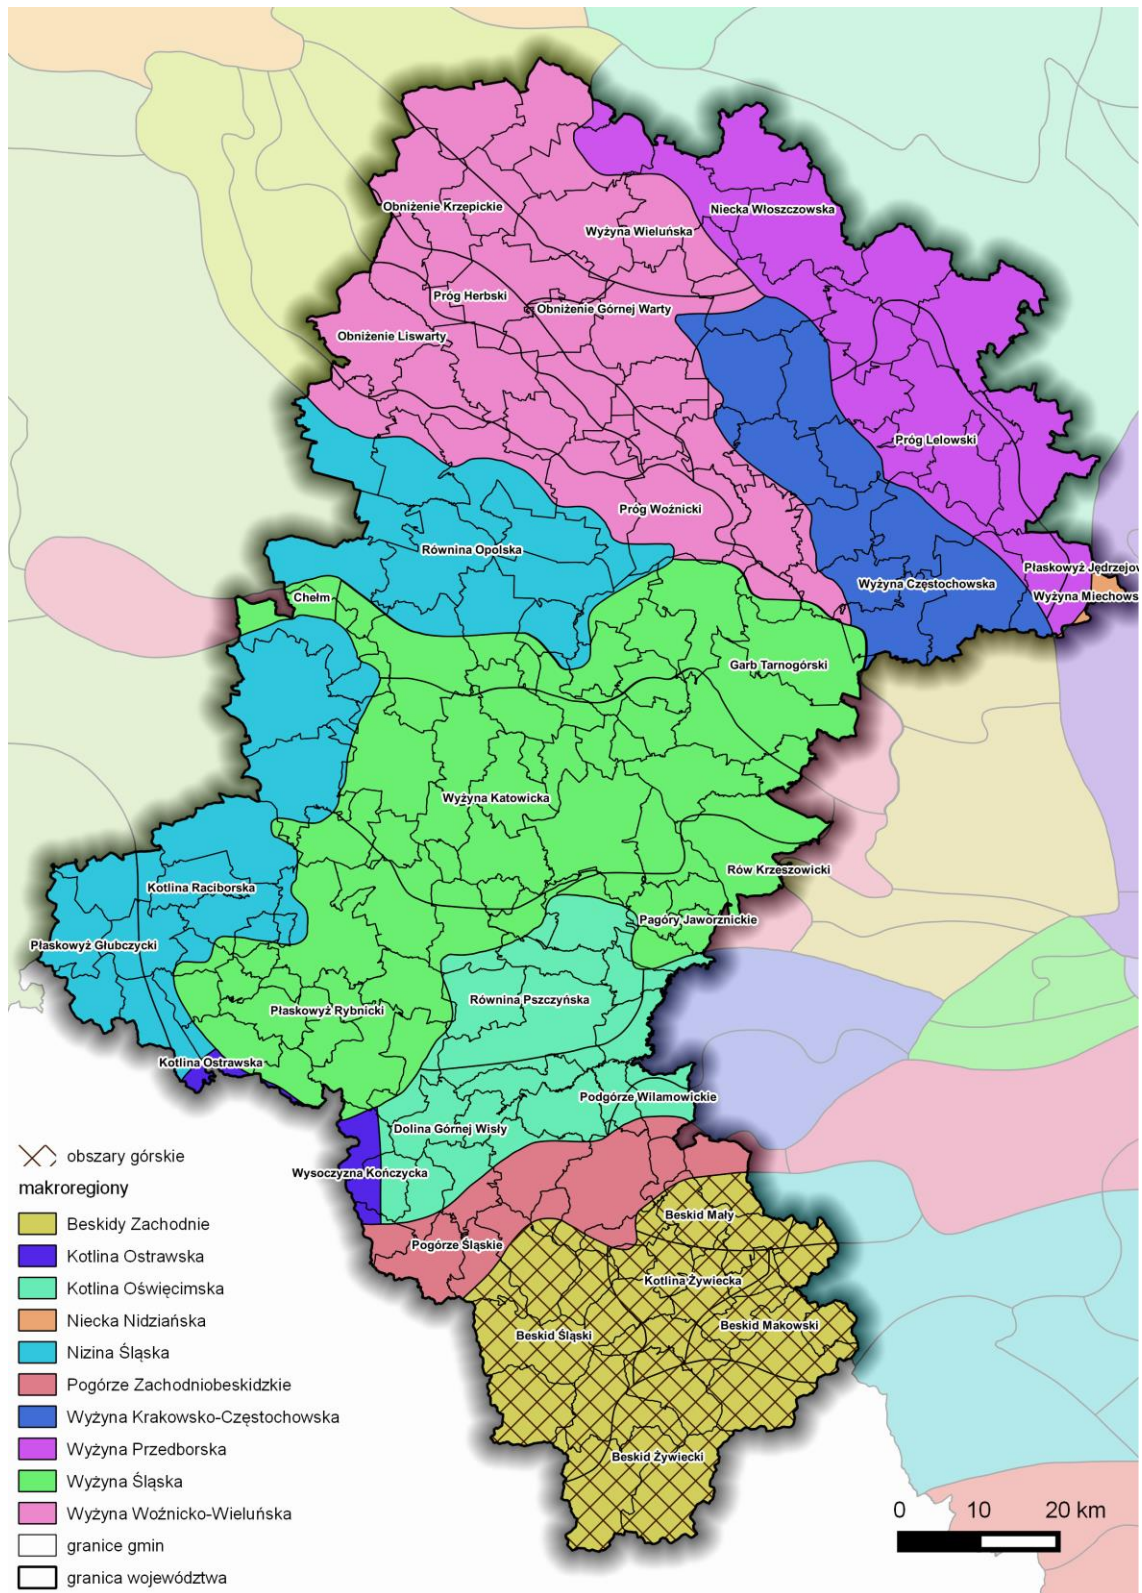 Obniżenie Krzepickie
Niecka Włoszczowska
Wyżyna Wieluńska
Próg Herbski
Obniżenie Górnej Warty
Obniżenie Liswarty
Próg Lelowski
Próg Woźnicki
Równina Opolska
Płaskowyż Jędrzejow
Wyżyna Częstochowska
Wyżyna Miechows
Chełm
Garb Tarnogórski
Wyżyna Katowicka
Rów Krzeszowicki
Kotlina Raciborska
Pagóry Jaworznickie
Płaskowyż Głubczycki
Równina Pszczyńska
Płaskowyż Rybnicki
Kotlina Ostrawska
Podgórze Wilamowickie
Dolina Górnej Wisły
Wysoczyzna Kończycka
Beskid Mały
Pogórze Śląskie
Kotlina Żywiecka
Beskid Makowski
Beskid Śląski
Beskid Żywiecki
obszary górskie
makroregiony
Beskidy Zachodnie
Kotlina Ostrawska
Kotlina Oświęcimska
Niecka Nidziańska
Nizina Śląska
Pogórze Zachodniobeskidzkie
Wyżyna Krakowsko-Częstochowska
Wyżyna Przedborska
Wyżyna Śląska
Wyżyna Woźnicko-Wieluńska
granice gmin
granica województwa
0 10 20 km